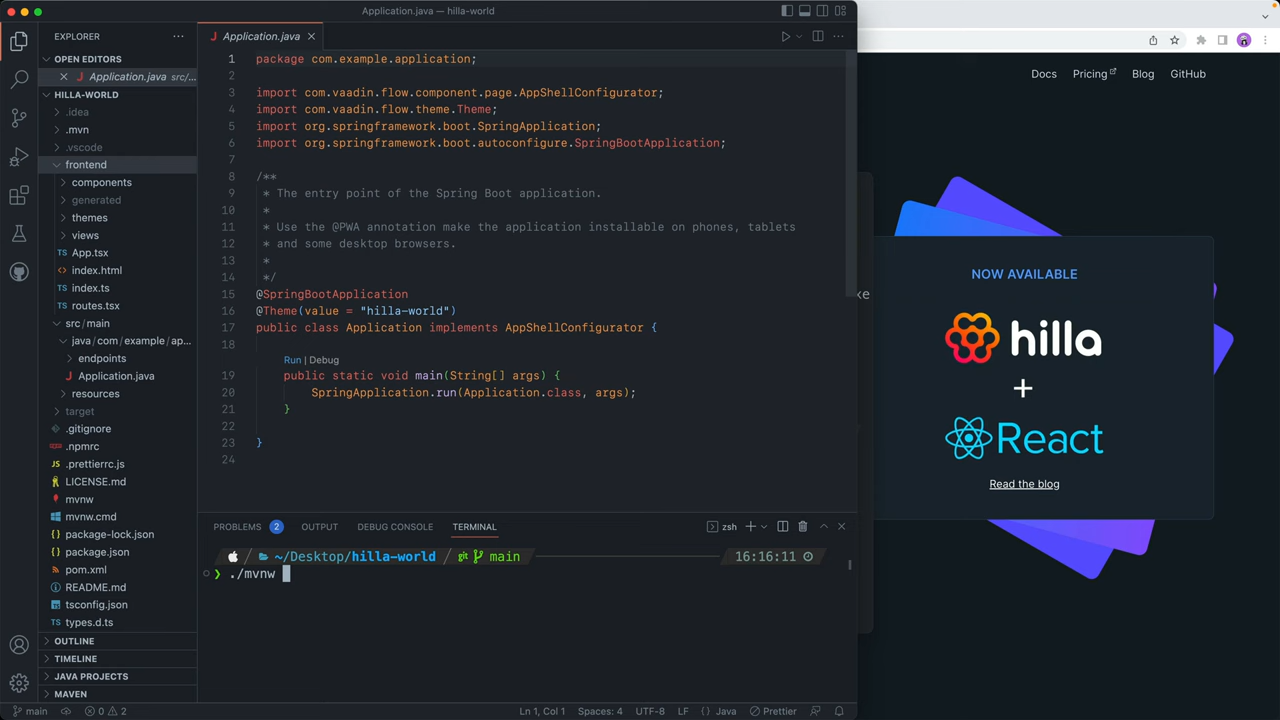 Application.java — hilla-world
EXPLORER
OPEN EDITORS
Application.java src/...
HILLA-WORLD
.idea
.mvn
.vscode
frontend
components
generated
themes
views
TS App.tsx
<> index.html
TS index.ts
TS routes.tsx
src/main
java/com/example/ap...
endpoints
J Application.java
resources
target
.gitignore
.npmrc
.prettierrc.js
LICENSE.md
mvnw
mvnw.cmd
package-lock.json
package.json
pom.xml
README.md
tsconfig.json
types.d.ts
OUTLINE
TIMELINE
JAVA PROJECTS
MAVEN
J Application.java
1 package com.example.application;
2
3 import com.vaadin.flow.component.page.AppShellConfigurator;
4 import com.vaadin.flow.theme.Theme;
5 import org.springframework.boot.SpringApplication;
6 import org.springframework.boot.autoconfigure.SpringBootApplication;
7
8 /**
9 * The entry point of the Spring Boot application.
10 *
11 * Use the @PWA annotation make the application installable on phones, tablets
12 * and some desktop browsers.
13 *
14 */
15 @SpringBootApplication
16 @Theme(value = "hilla-world")
17 public class Application implements AppShellConfigurator {
18
Run | Debug
19 public static void main(String[] args) {
20 SpringApplication.run(Application.class, args);
21 }
22
23 }
24
PROBLEMS 2 OUTPUT DEBUG CONSOLE TERMINAL zsh
~/Desktop/hilla-world git main 16:16:11
❯ ./mvnw
main 0 2 Ln 1, Col 1 Spaces: 4 UTF-8 LF {} Java Prettier
Docs Pricing Blog GitHub
xe
NOW AVAILABLE
hilla
+
React
Read the blog